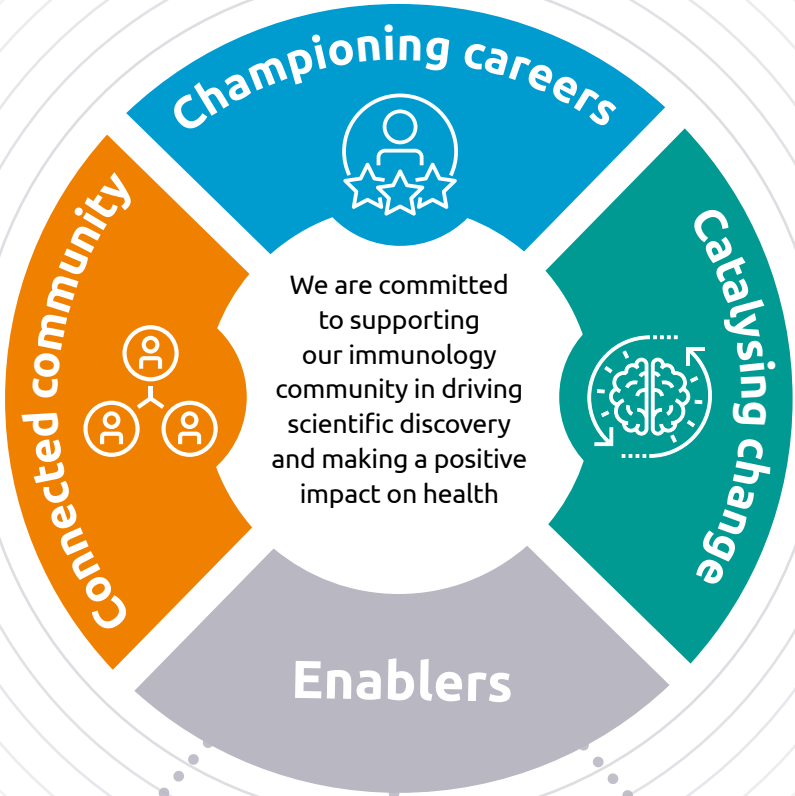 Championing careers
Connected community
Catalysing change
We are committed
to supporting
our immunology
community in driving
scientific discovery
and making a positive
impact on health
Enablers